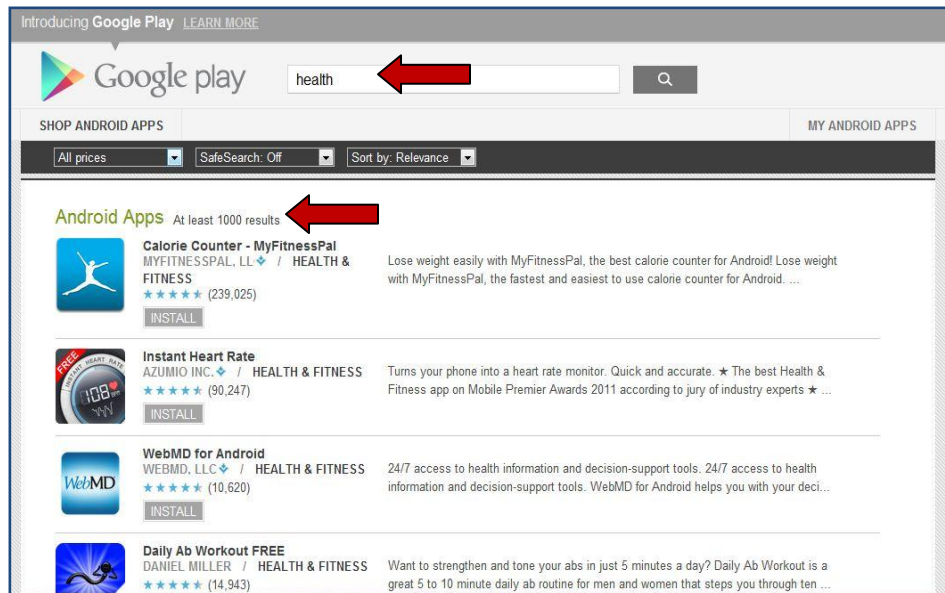 Introducing Google Play LEARN MORE
Google play
health
SHOP ANDROID APPS
MY ANDROID APPS
All prices
SafeSearch: Off
Sort by: Relevance
Android Apps At least 1000 results
Calorie Counter - MyFitnessPal
MYFITNESSPAL, LL / HEALTH &
FITNESS
(239,025)
INSTALL
Lose weight easily with MyFitnessPal, the best calorie counter for Android! Lose weight
with MyFitnessPal, the fastest and easiest to use calorie counter for Android. ...
FREE
INSTANT HEART RATE
108
Instant Heart Rate
AZUMIO INC. / HEALTH & FITNESS
(90,247)
INSTALL
Turns your phone into a heart rate monitor. Quick and accurate. ★ The best Health &
Fitness app on Mobile Premier Awards 2011 according to jury of industry experts ★ ...
WebMD
WebMD for Android
WEBMD, LLC / HEALTH & FITNESS
(10,620)
INSTALL
24/7 access to health information and decision-support tools. 24/7 access to health
information and decision-support tools. WebMD for Android helps you with your deci...
Daily Ab Workout FREE
DANIEL MILLER / HEALTH & FITNESS
(14,943)
Want to strengthen and tone your abs in just 5 minutes a day? Daily Ab Workout is a
great 5 to 10 minute daily ab routine for men and women that steps you through ten ...